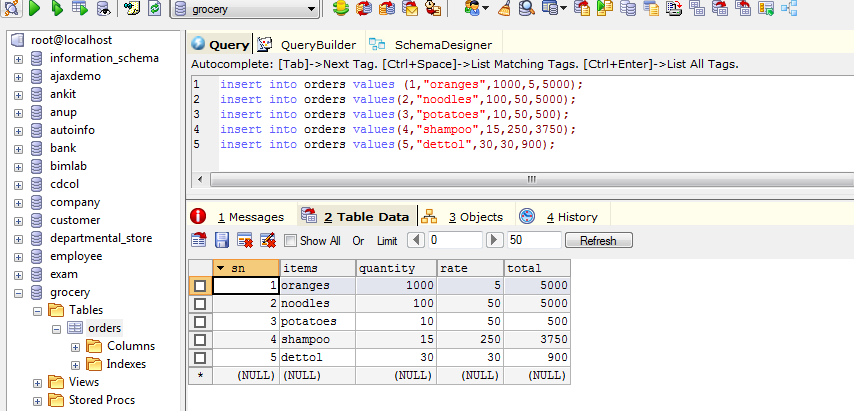 grocery
root@localhost
information_schema
ajaxdemo
ankit
anup
autoinfo
bank
bimlab
cdcol
company
customer
departmental_store
employee
exam
grocery
Tables
orders
Columns
Indexes
Views
Stored Procs
Query QueryBuilder SchemaDesigner
Autocomplete: [Tab]->Next Tag. [Ctrl+Space]->List Matching Tags. [Ctrl+Enter]->List All Tags.
1 insert into orders values (1,"oranges",1000,5,5000);
2 insert into orders values(2,"noodles",100,50,5000);
3 insert into orders values(3,"potatoes",10,50,500);
4 insert into orders values(4,"shampoo",15,250,3750);
5 insert into orders values(5,"dettol",30,30,900);
1 Messages 2 Table Data 3 Objects 4 History
Show All Or Limit 0 50 Refresh
sn items quantity rate total
1 oranges 1000 5 5000
2 noodles 100 50 5000
3 potatoes 10 50 500
4 shampoo 15 250 3750
5 dettol 30 30 900
* (NULL) (NULL) (NULL) (NULL) (NULL)